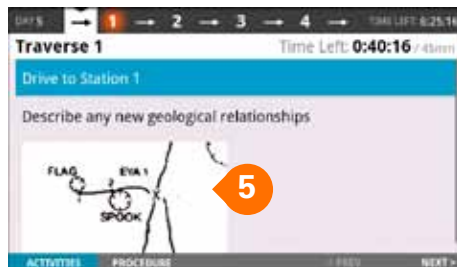 DAY 5 → 1 → 2 → 3 → 4 → TIME LEFT: 6:25:16
Traverse 1 Time Left: 0:40:16 / 45min
Drive to Station 1
Describe any new geological relationships
FLAG EVA 1
SPOOK
5
ACTIVITIES PROCEDURE < PREV NEXT >